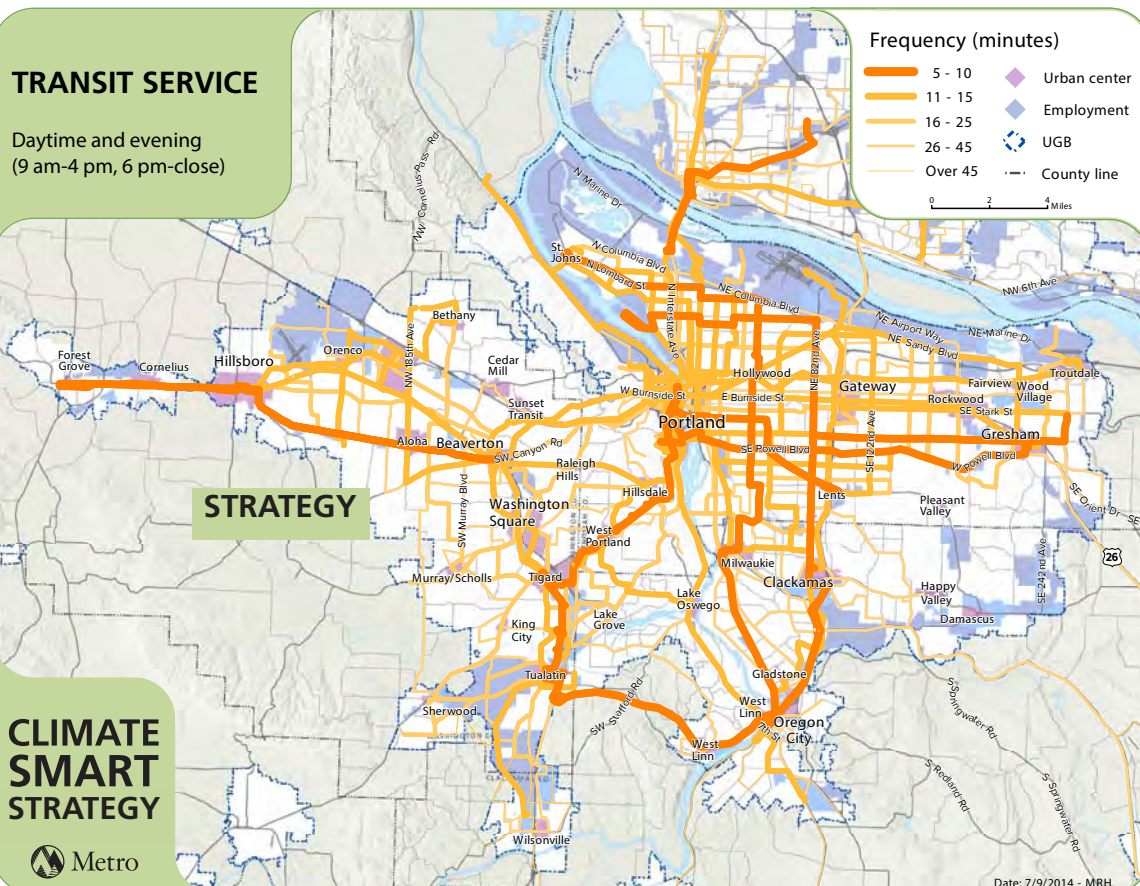 TRANSIT SERVICE
Daytime and evening
(9 am-4 pm, 6 pm-close)
Frequency (minutes)
5 - 10
11 - 15
16 - 25
26 - 45
Over 45
Urban center
Employment
UGB
County line
0 2 4 Miles
NW Cornelius Pass Rd
N Marine Dr
St. Johns
N Columbia Blvd
N Lombard St
N Interstate Ave
NE Columbia Blvd
NW 6th Ave
NE Airport Way
NE Marine Dr
NE Sandy Blvd
NE 82nd Ave
Bethany
NW 185th Ave
Orenco
Forest
Grove
Cornelius
Hillsboro
Cedar
Mill
Sunset
Transit
W Burnside St
E Burnside St
Hollywood
Gateway
Fairview
Troutdale
Wood
Village
Rockwood
SE Stark St
Portland
Gresham
Aloha
Beaverton
SW Canyon Rd
SE Powell Blvd
W Powell Blvd
SE 122nd Ave
Raleigh
Hills
Hillsdale
Lents
SE Orient Dr
SE
STRATEGY
SW Murray Blvd
Washington
Square
West
Portland
Pleasant
Valley
26
Murray/Scholls
Tigard
Milwaukie
Clackamas
SE 242nd Ave
Happy
Valley
Damascus
King
City
Lake
Grove
Lake
Oswego
Tualatin
Gladstone
Sherwood
SW Stafford Rd
West
Linn
Oregon
City
7th St
West
Linn
S Springwater Rd
S Redland Rd
S Springwater Rd
Wilsonville
CLIMATE
SMART
STRATEGY
Metro
Date: 7/9/2014 - MRH